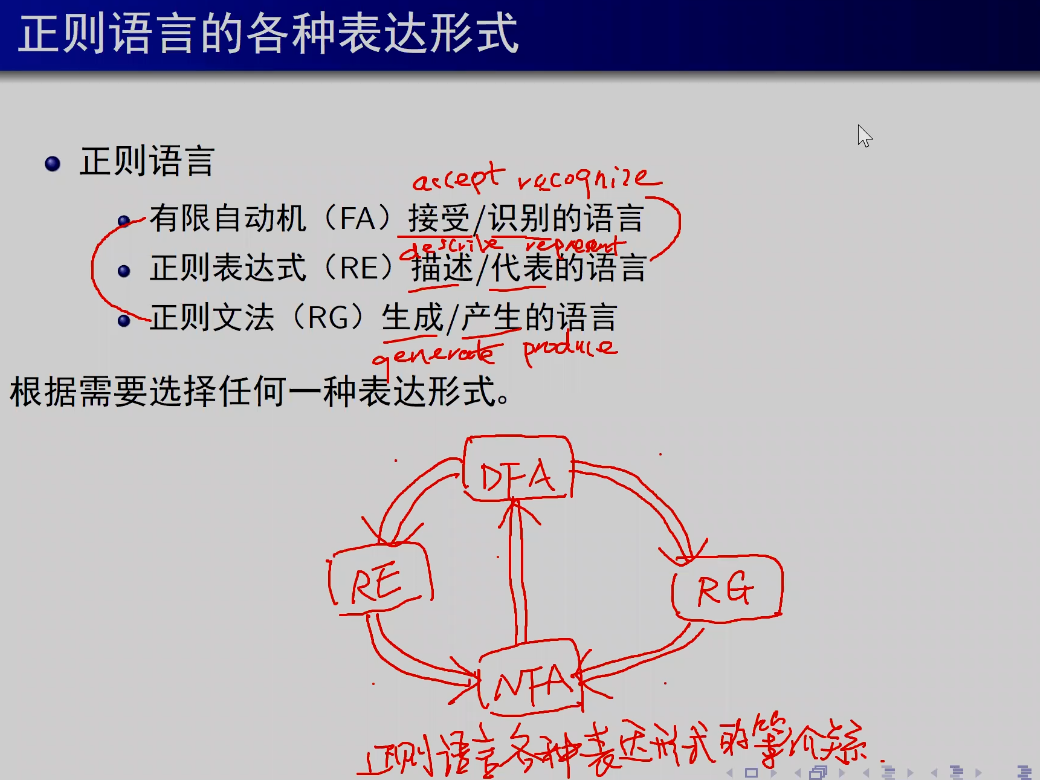 正则语言的各种表达形式
正则语言
accept recognize
有限自动机（FA）接受/识别的语言
describe represent
正则表达式（RE）描述/代表的语言
正则文法（RG）生成/产生的语言
generate produce
根据需要选择任何一种表达形式。
DFA
RE
RG
NFA
正则语言各种表达形式的等价关系.